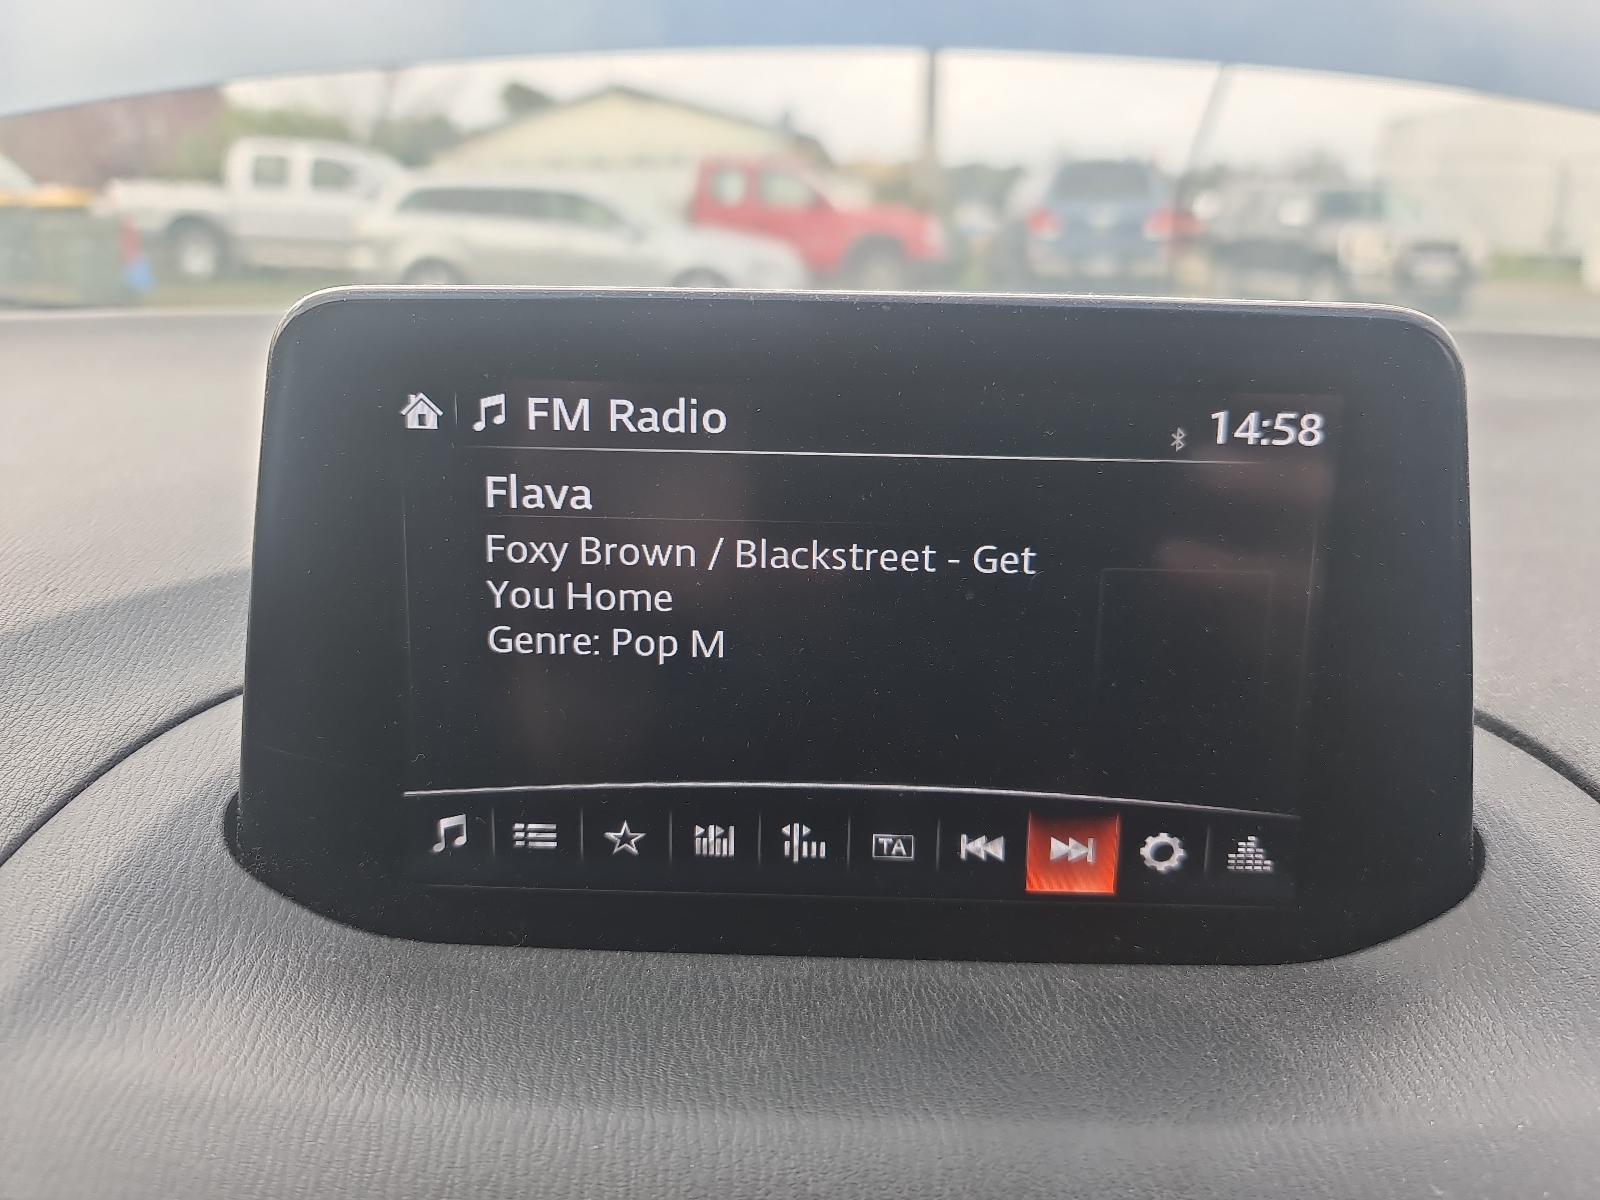 FM Radio
14:58
Flava
Foxy Brown / Blackstreet - Get
You Home
Genre: Pop M
TA